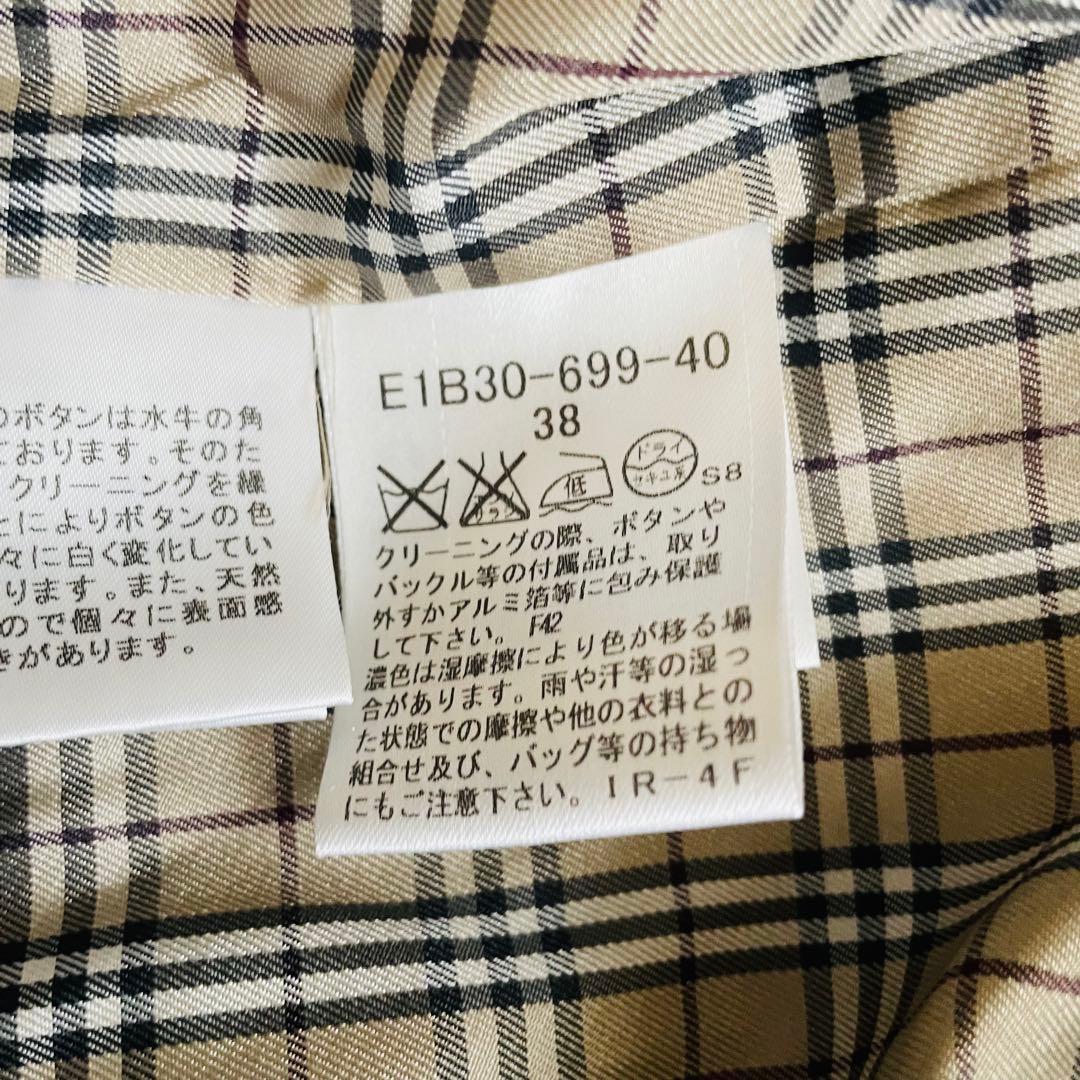 のボタンは水牛の角
ております。そのた
クリーニングを繰
とによりボタンの色
々に白く変化してい
ります。また、天然
ので個々に表面感
きがあります。
E1B30-699-40
38
低
ドライ
セキユ系
S8
クリーニングの際、ボタンや
バックル等の付属品は、取り
外すかアルミ箔等に包み保護
して下さい。 F42
濃色は湿摩擦により色が移る場
合があります。雨や汗等の湿っ
た状態での摩擦や他の衣料との
組合せ及び、バッグ等の持ち物
にもご注意下さい。IR-4F